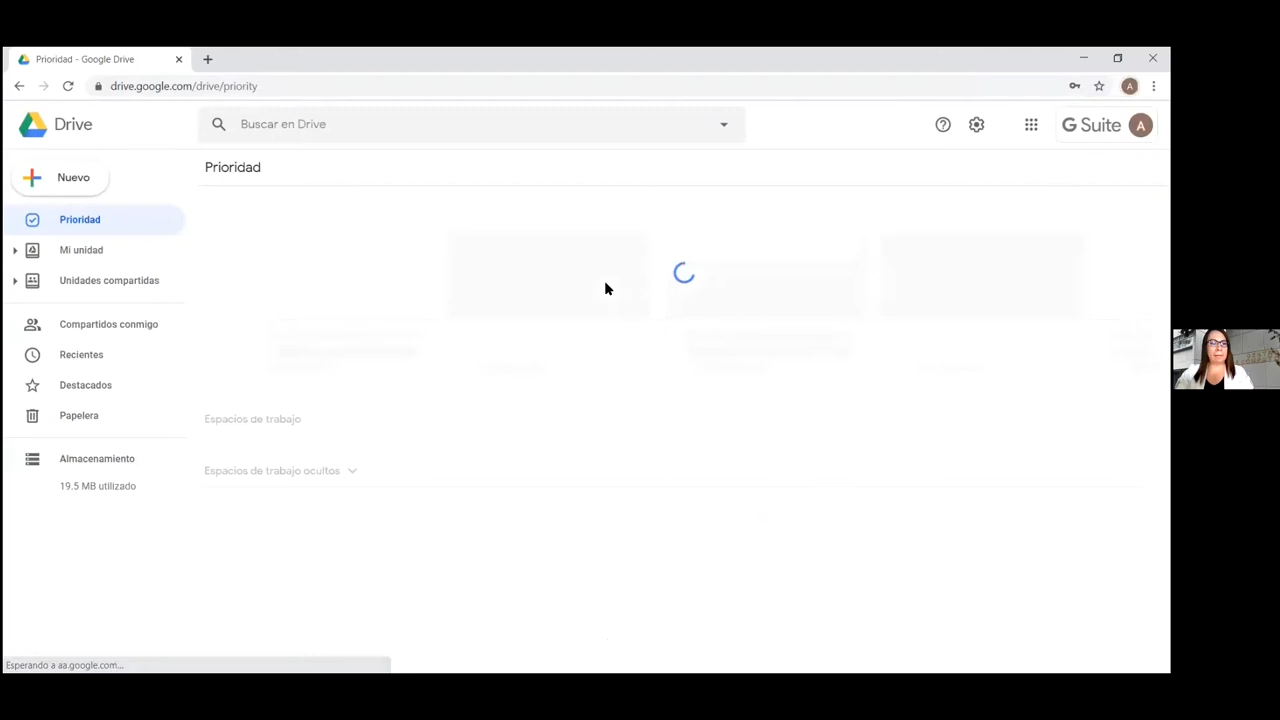 Prioridad - Google Drive
drive.google.com/drive/priority
A
Drive
Buscar en Drive
G Suite
A
Nuevo
Prioridad
Prioridad
Mi unidad
Unidades compartidas
Compartidos conmigo
Recientes
Destacados
Papelera
Almacenamiento
19.5 MB utilizado
Espacios de trabajo
Espacios de trabajo ocultos
Esperando a aa.google.com...